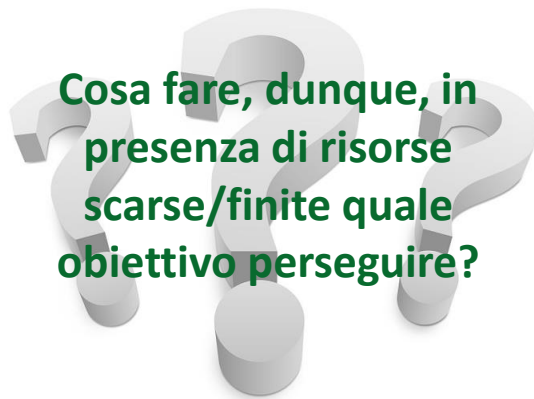 Cosa fare, dunque, in
presenza di risorse
scarse/finite quale
obiettivo perseguire?